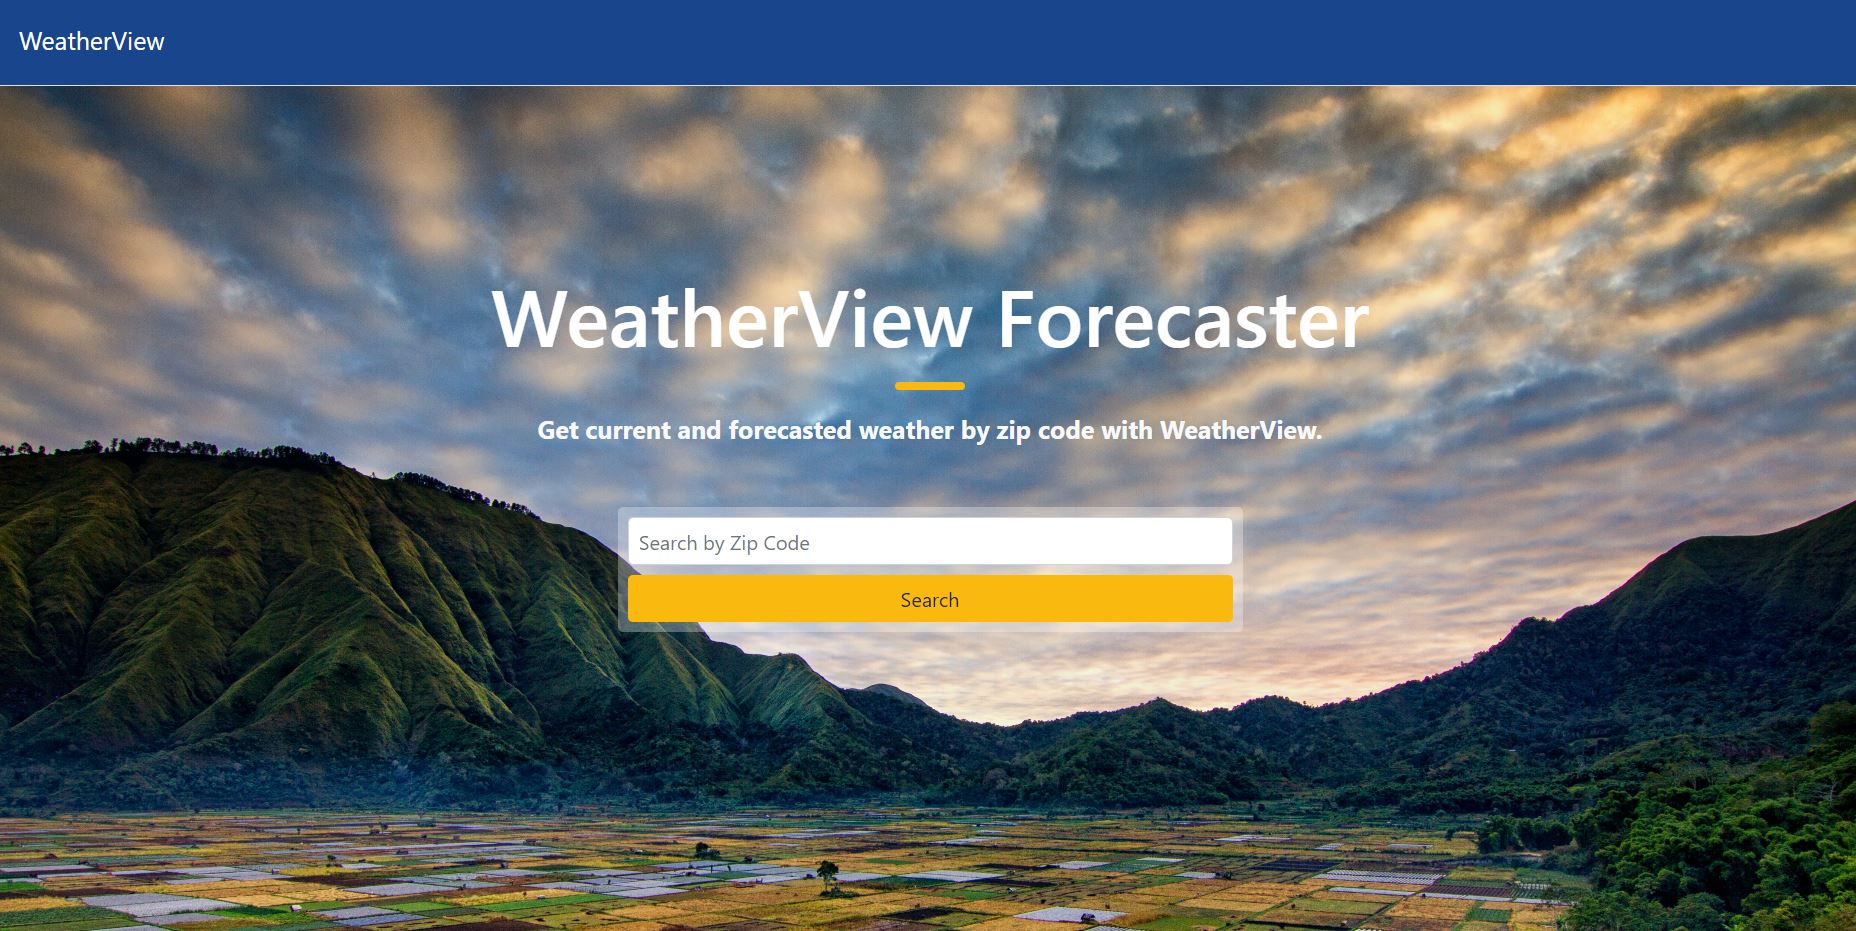 WeatherView
WeatherView Forecaster
Get current and forecasted weather by zip code with WeatherView.
Search by Zip Code
Search